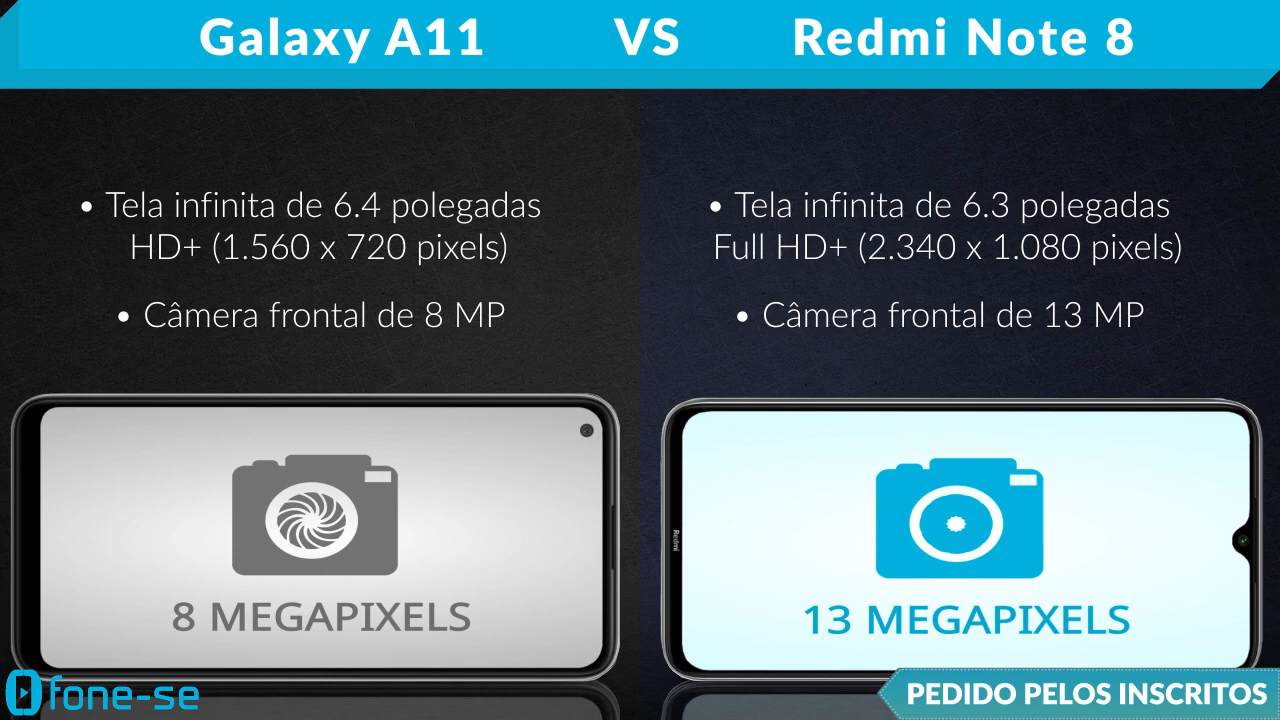 Galaxy A11 VS Redmi Note 8
• Tela infinita de 6.4 polegadas
HD+ (1.560 x 720 pixels)
• Câmera frontal de 8 MP
• Tela infinita de 6.3 polegadas
Full HD+ (2.340 x 1.080 pixels)
• Câmera frontal de 13 MP
8 MEGAPIXELS
Redmi
13 MEGAPIXELS
fone-se
PEDIDO PELOS INSCRITOS